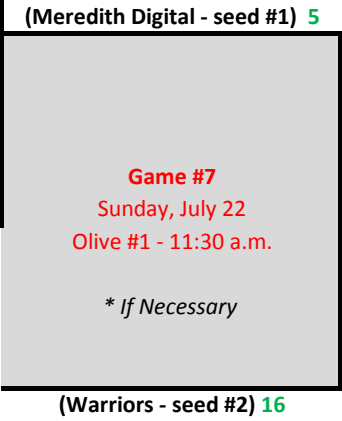 (Meredith Digital - seed #1) 5
Game #7
Sunday, July 22
Olive #1 - 11:30 a.m.
* If Necessary
(Warriors - seed #2) 16